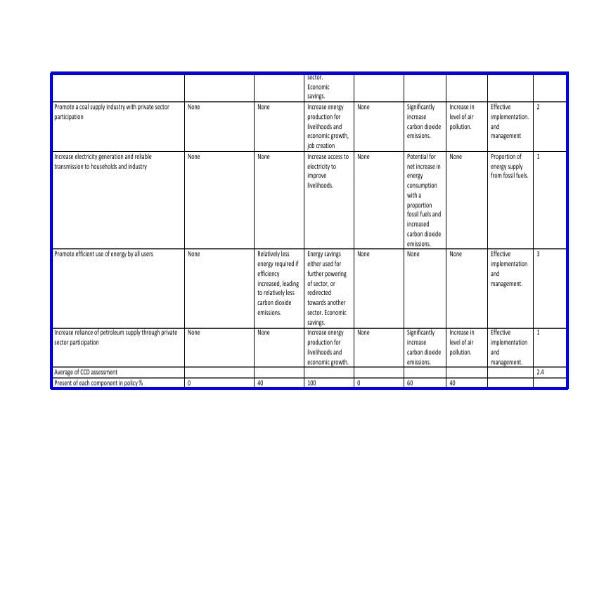 sector.
Economic
savings.
Promote a coal supply industry with private sector
participation
None
None
Increase energy
production for
livelihoods and
economic growth,
job creation
None
Significantly
increase
carbon dioxide
emissions.
Increase in
level of air
pollution.
Effective
implementation.
and
management
2
Increase electricity generation and reliable
transmission to households and industry
None
None
Increase access to
electricity to
improve
livelihoods.
None
Potential for
net increase in
energy
consumption
with a
proportion
fossil fuels and
increased
carbon dioxide
emissions.
None
Proportion of
energy supply
from fossil fuels.
1
Promote efficient use of energy by all users
None
Relatively less
energy required if
efficiency
increased, leading
to relatively less
carbon dioxide
emissions.
Energy savings
either used for
further powering
of sector, or
redirected
towards another
sector. Economic
savings.
None
None
None
Effective
implementation
and
management.
3
Increase reliance of petroleum supply through private
sector participation
None
None
Increase energy
production for
livelihoods and
economic growth.
None
Significantly
increase
carbon dioxide
emissions.
Increase in
level of air
pollution.
Effective
implementation
and
management.
1
Average of CCD assessment
2.4
Present of each component in policy %
0
40
100
0
60
40